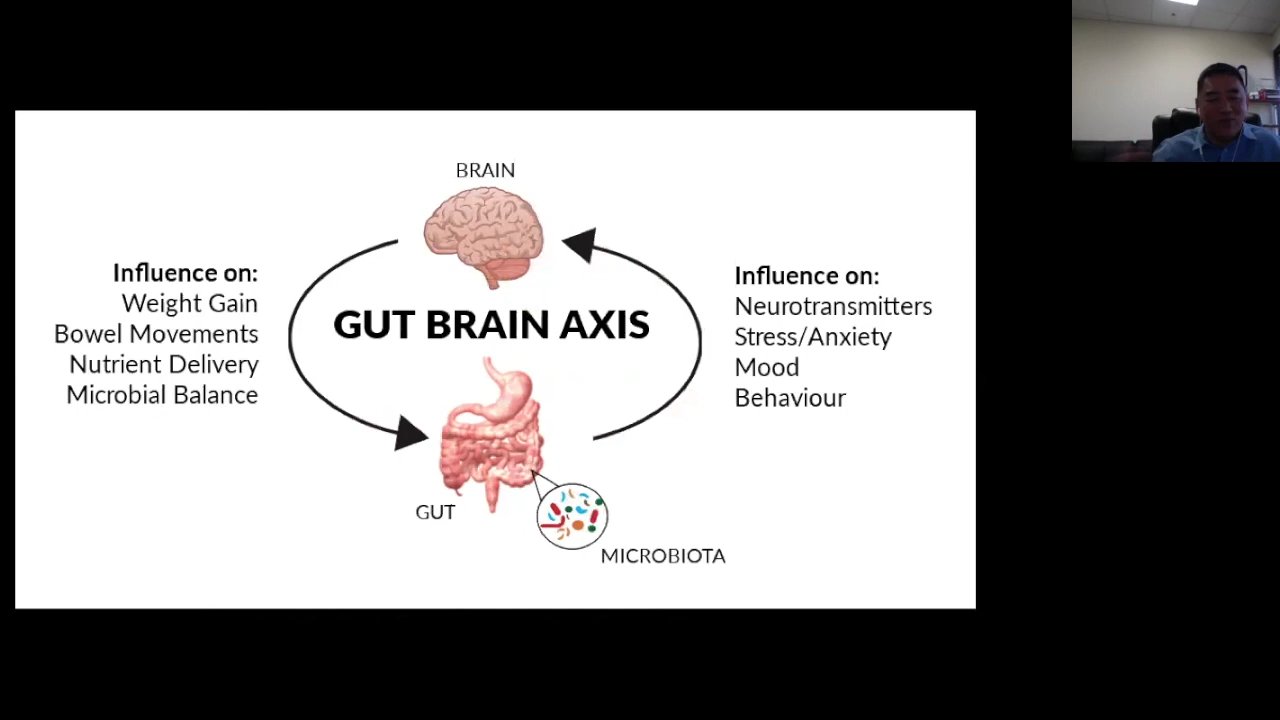 BRAIN
Influence on:
Weight Gain
Bowel Movements
Nutrient Delivery
Microbial Balance
GUT BRAIN AXIS
Influence on:
Neurotransmitters
Stress/Anxiety
Mood
Behaviour
GUT
MICROBIOTA